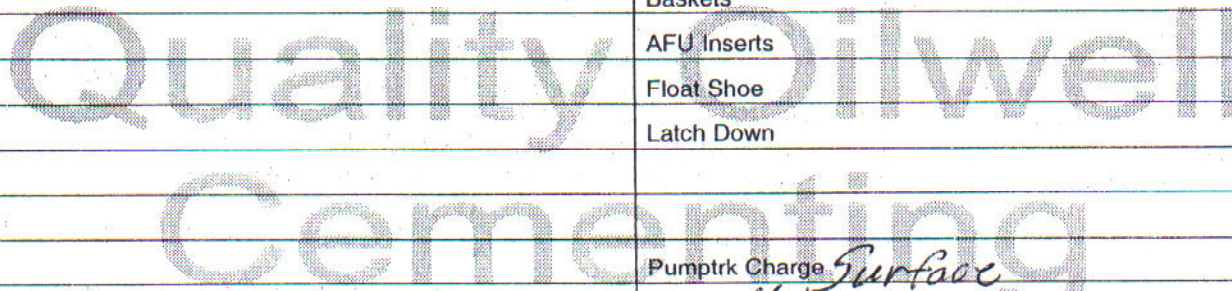 Baskets
Quality Oilwell
AFU Inserts
Float Shoe
Latch Down
Cementing
Pumptrk Charge Surface